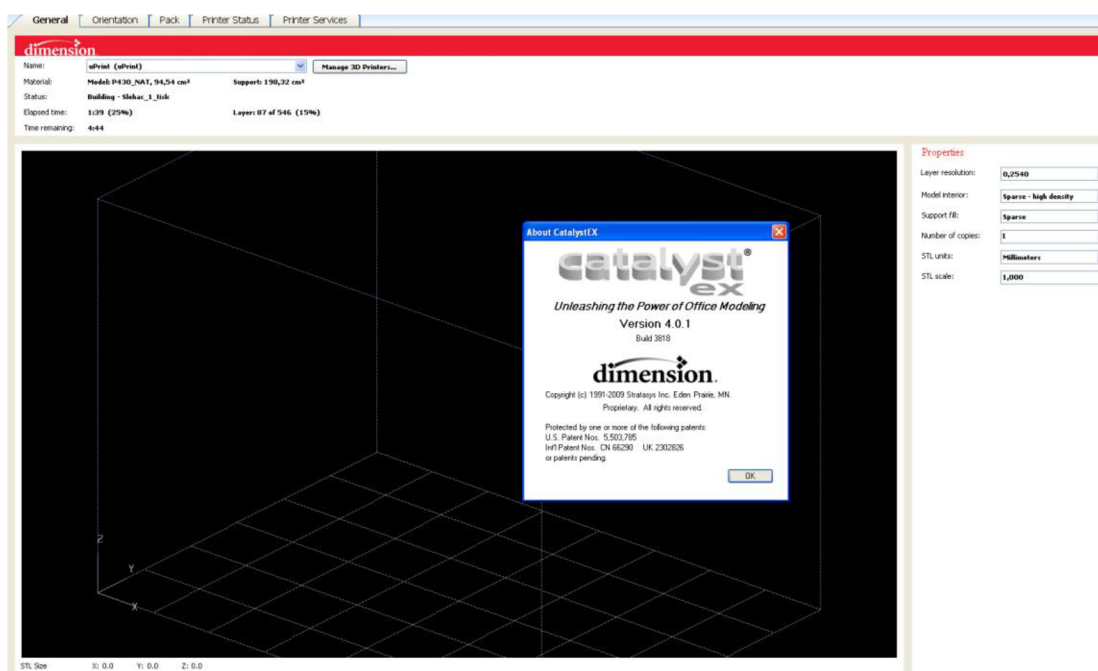 General Orientation Pack Printer Status Printer Services
dimension
Name: uPrint (uPrint) Manage 3D Printers...
Material: Model: P430_NAT, 94,54 cm³ Support: 198,32 cm³
Status: Building - Slehac_1_tisk
Elapsed time: 1:39 (25%) Layer: 87 of 546 (15%)
Time remaining: 4:44
Properties
Layer resolution: 0,2540
Model interior: Sparse - high density
Support fill: Sparse
Number of copies: 1
STL units: Millimeters
STL scale: 1,000
About CatalystEX
catalyst®
ex
Unleashing the Power of Office Modeling
Version 4.0.1
Build 3818
dimension.
Copyright (c) 1991-2009 Stratasys Inc. Eden Prairie, MN.
Proprietary. All rights reserved.
Protected by one or more of the following patents:
U.S. Patent Nos. 5,503,785
Int'l Patent Nos. CN 66290 UK 2302826
or patents pending.
OK
Z
Y
X
STL Size X: 0.0 Y: 0.0 Z: 0.0